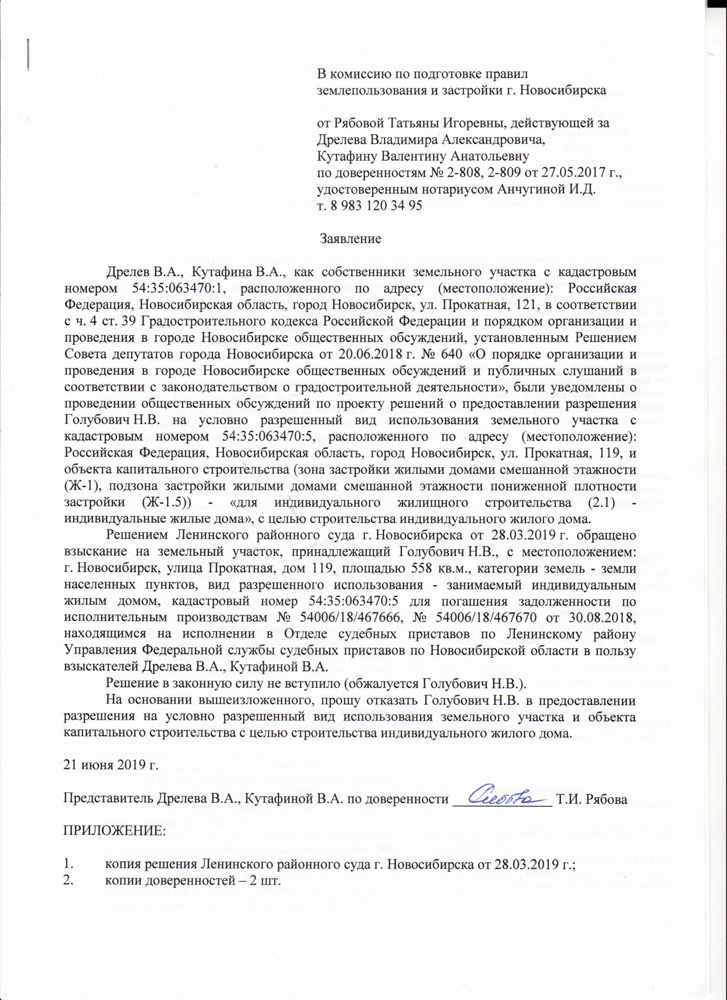 В комиссию по подготовке правил
землепользования и застройки г. Новосибирска
от Рябовой Татьяны Игоревны, действующей за
Дрелева Владимира Александровича,
Кутафину Валентину Анатольевну
по доверенностям № 2-808, 2-809 от 27.05.2017 г.,
удостоверенным нотариусом Анчугиной И.Д.
т. 8 983 120 34 95
Заявление
Дрелев В.А., Кутафина В.А., как собственники земельного участка с кадастровым
номером 54:35:063470:1, расположенного по адресу (местоположение): Российская
Федерация, Новосибирская область, город Новосибирск, ул. Прокатная, 121, в соответствии
с ч. 4 ст. 39 Градостроительного кодекса Российской Федерации и порядком организации и
проведения в городе Новосибирске общественных обсуждений, установленным Решением
Совета депутатов города Новосибирска от 20.06.2018 г. № 640 «О порядке организации и
проведения в городе Новосибирске общественных обсуждений и публичных слушаний в
соответствии с законодательством о градостроительной деятельности», были уведомлены о
проведении общественных обсуждений по проекту решений о предоставлении разрешения
Голубович Н.В. на условно разрешенный вид использования земельного участка с
кадастровым номером 54:35:063470:5, расположенного по адресу (местоположение):
Российская Федерация, Новосибирская область, город Новосибирск, ул. Прокатная, 119, и
объекта капитального строительства (зона застройки жилыми домами смешанной этажности
(Ж-1), подзона застройки жилыми домами смешанной этажности пониженной плотности
застройки (Ж-1.5)) - «для индивидуального жилищного строительства (2.1) -
индивидуальные жилые дома», с целью строительства индивидуального жилого дома.
Решением Ленинского районного суда г. Новосибирска от 28.03.2019 г. обращено
взыскание на земельный участок, принадлежащий Голубович Н.В., с местоположением:
г. Новосибирск, улица Прокатная, дом 119, площадью 558 кв.м., категории земель - земли
населенных пунктов, вид разрешенного использования - занимаемый индивидуальным
жилым домом, кадастровый номер 54:35:063470:5 для погашения задолженности по
исполнительным производствам № 54006/18/467666, № 54006/18/467670 от 30.08.2018,
находящимся на исполнении в Отделе судебных приставов по Ленинскому району
Управления Федеральной службы судебных приставов по Новосибирской области в пользу
взыскателей Дрелева В.А., Кутафиной В.А.
Решение в законную силу не вступило (обжалуется Голубович Н.В.).
На основании вышеизложенного, прошу отказать Голубович Н.В. в предоставлении
разрешения на условно разрешенный вид использования земельного участка и объекта
капитального строительства с целью строительства индивидуального жилого дома.
21 июня 2019 г.
Представитель Дрелева В.А., Кутафиной В.А. по доверенности ______________ Т.И. Рябова
ПРИЛОЖЕНИЕ:
1. копия решения Ленинского районного суда г. Новосибирска от 28.03.2019 г.;
2. копии доверенностей – 2 шт.